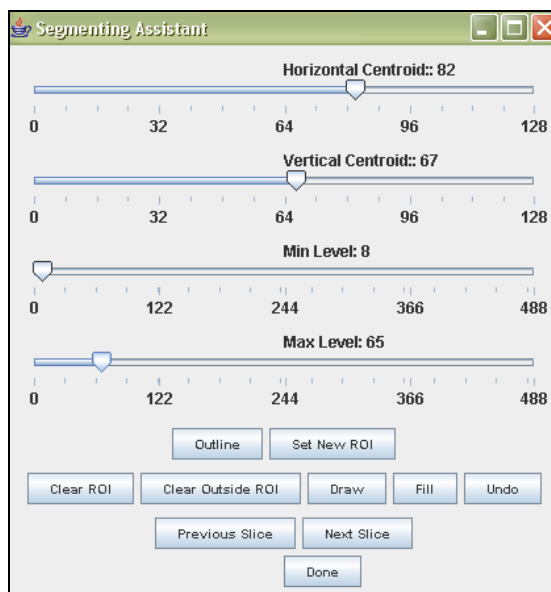 Segmenting Assistant
Horizontal Centroid:: 82
0 32 64 96 128
Vertical Centroid:: 67
0 32 64 96 128
Min Level: 8
0 122 244 366 488
Max Level: 65
0 122 244 366 488
Outline Set New ROI
Clear ROI Clear Outside ROI Draw Fill Undo
Previous Slice Next Slice
Done